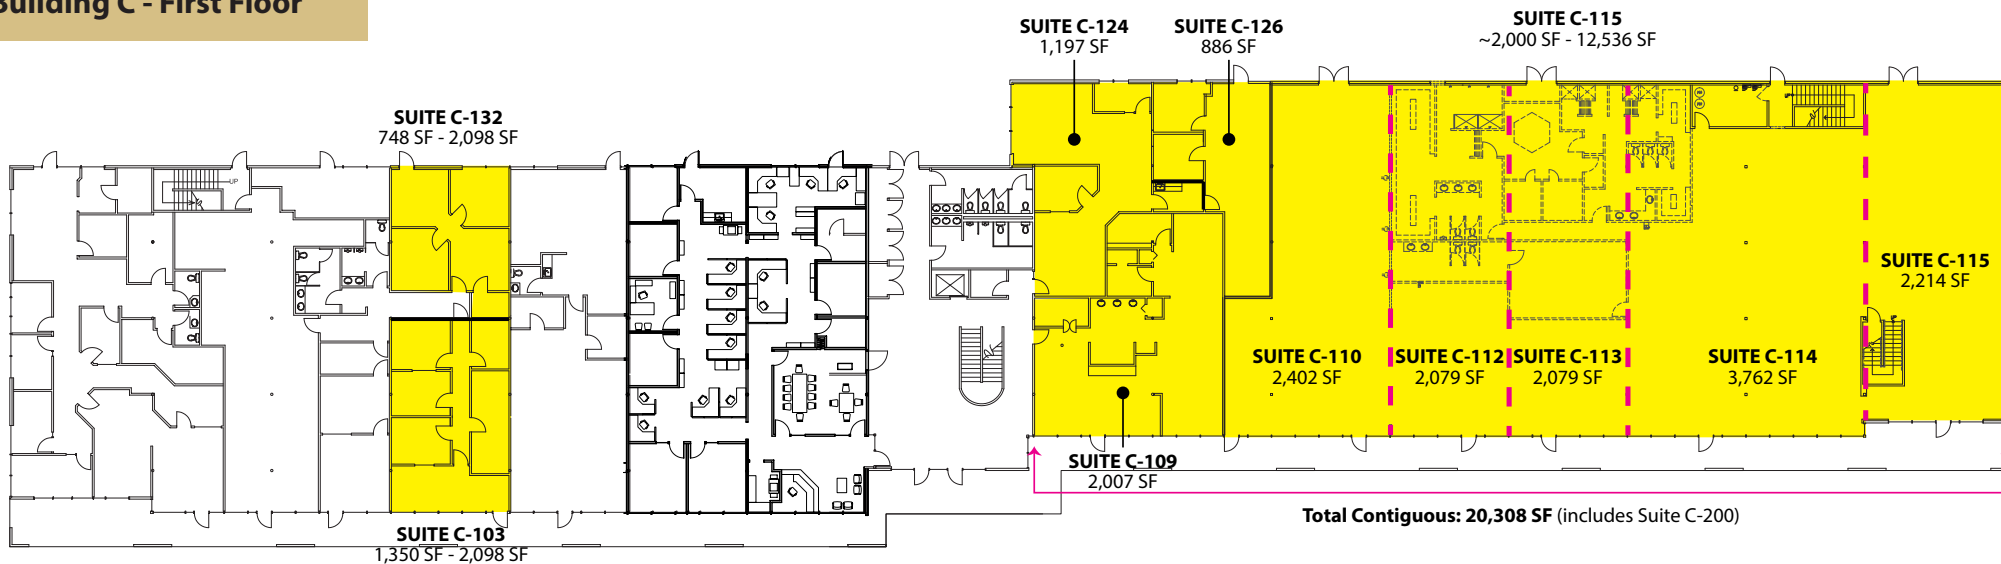 Building C - First Floor
SUITE C-115
~2,000 SF - 12,536 SF
SUITE C-124
1,197 SF
SUITE C-126
886 SF
SUITE C-132
748 SF - 2,098 SF
UP
SUITE C-115
2,214 SF
SUITE C-110
2,402 SF
SUITE C-112
2,079 SF
SUITE C-113
2,079 SF
SUITE C-114
3,762 SF
SUITE C-109
2,007 SF
Total Contiguous: 20,308 SF (includes Suite C-200)
SUITE C-103
1,350 SF - 2,098 SF